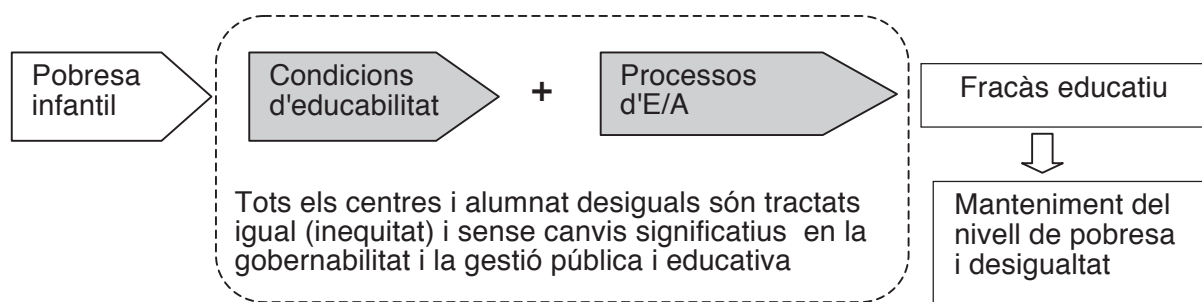 Pobresa
infantil
Condicions
d'educabilitat
+
Processos
d'E/A
Fracàs educatiu
Tots els centres i alumnat desiguals són tractats
igual (inequitat) i sense canvis significatius en la
gobernabilitat i la gestió pública i educativa
Manteniment del
nivell de pobresa
i desigualtat